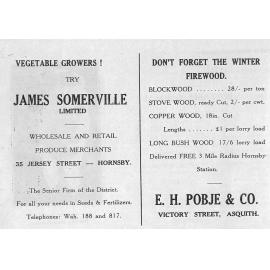 VEGETABLE GROWERS !
TRY
JAMES SOMERVILLE
LIMITED
WHOLESALE AND RETAIL
PRODUCE MERCHANTS
35 JERSEY STREET — HORNSBY.
. . . The Senior Firm of the District.
For all your needs in Seeds & Fertilizers.
Telephones: Wah. 188 and 817.
DON'T FORGET THE WINTER
FIREWOOD.
BLOCKWOOD ........ 28/- per ton
STOVE WOOD, ready Cut, 2/- per cwt.
COPPER WOOD, 18in. Cut
Lengths .... £1 per lorry load
LONG BUSH WOOD 17/6 lorry load
Delivered FREE 3 Mile Radius Hornsby
Station.
E. H. POBJE & CO.
VICTORY STREET, ASQUITH.